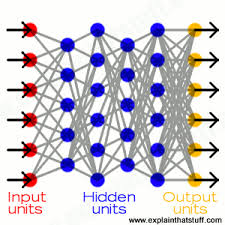 Input units
Hidden units
Output units
www.explainthatstuff.com